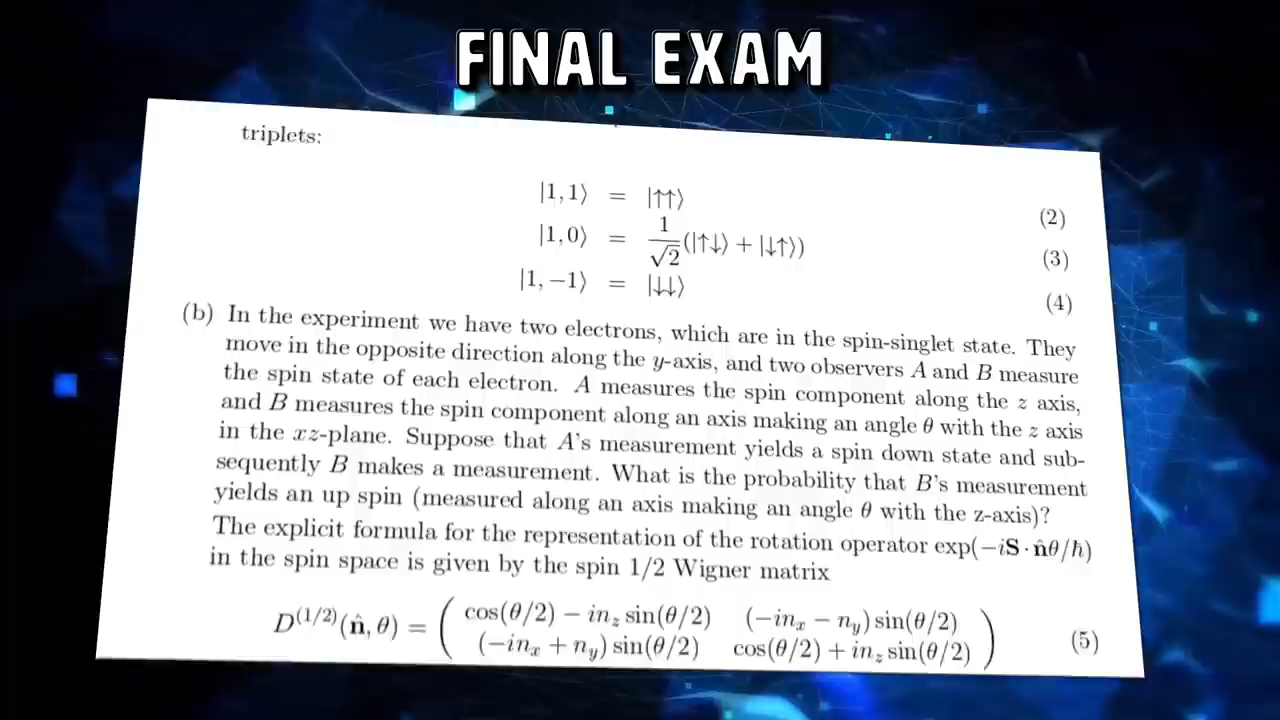 FINAL EXAM
triplets:
|1, 1⟩ = |↑↑⟩ (2)
|1, 0⟩ = 1/√2 (|↑↓⟩ + |↓↑⟩) (3)
|1, −1⟩ = |↓↓⟩ (4)
(b) In the experiment we have two electrons, which are in the spin-singlet state. They
move in the opposite direction along the y-axis, and two observers A and B measure
the spin state of each electron. A measures the spin component along the z axis,
and B measures the spin component along an axis making an angle θ with the z axis
in the xz-plane. Suppose that A's measurement yields a spin down state and sub-
sequently B makes a measurement. What is the probability that B's measurement
yields an up spin (measured along an axis making an angle θ with the z-axis)?
The explicit formula for the representation of the rotation operator exp(−iS · n̂θ/ħ)
in the spin space is given by the spin 1/2 Wigner matrix
D^(1/2)(n̂, θ) = ( cos(θ/2) − in_z sin(θ/2) (−in_x − n_y) sin(θ/2)
(−in_x + n_y) sin(θ/2) cos(θ/2) + in_z sin(θ/2) ) (5)